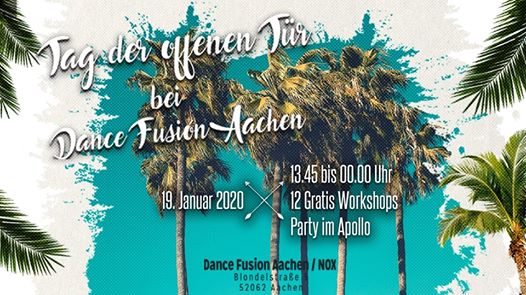 Tag der offenen Tür
bei
Dance Fusion Aachen
19. Januar 2020
13.45 bis 00.00 Uhr
12 Gratis Workshops
Party im Apollo
Dance Fusion Aachen / NOX
Blondelstraße
52062 Aachen